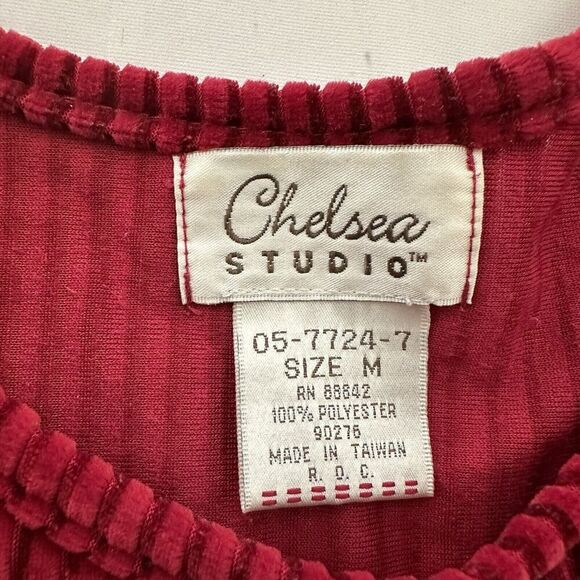 Chelsea
STUDIO™
05-7724-7
SIZE M
RN 88842
100% POLYESTER
90276
MADE IN TAIWAN
R. O. C.